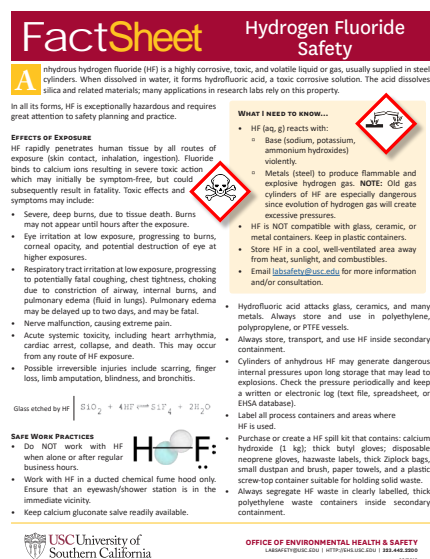 FactSheet
Hydrogen Fluoride
Safety
Anhydrous hydrogen fluoride (HF) is a highly corrosive, toxic, and volatile liquid or gas, usually supplied in steel
cylinders. When dissolved in water, it forms hydrofluoric acid, a toxic corrosive solution. The acid dissolves
silica and related materials; many applications in research labs rely on this property.
In all its forms, HF is exceptionally hazardous and requires
great attention to safety planning and practice.
EFFECTS OF EXPOSURE
HF rapidly penetrates human tissue by all routes of
exposure (skin contact, inhalation, ingestion). Fluoride
binds to calcium ions resulting in severe toxic action
which may initially be symptom-free, but could
subsequently result in fatality. Toxic effects and
symptoms may include:
• Severe, deep burns, due to tissue death. Burns
may not appear until hours after the exposure.
• Eye irritation at low exposure, progressing to burns,
corneal opacity, and potential destruction of eye at
higher exposures.
• Respiratory tract irritation at low exposure, progressing
to potentially fatal coughing, chest tightness, choking
due to constriction of airway, internal burns, and
pulmonary edema (fluid in lungs). Pulmonary edema
may be delayed up to two days, and may be fatal.
• Nerve malfunction, causing extreme pain.
• Acute systemic toxicity, including heart arrhythmia,
cardiac arrest, collapse, and death. This may occur
from any route of HF exposure.
• Possible irreversible injuries include scarring, finger
loss, limb amputation, blindness, and bronchitis.
Glass etched by HF
SiO2 + 4HF ⟺ SiF4 + 2H2O
SAFE WORK PRACTICES
• Do NOT work with HF
when alone or after regular
business hours.
H F:
• Work with HF in a ducted chemical fume hood only.
Ensure that an eyewash/shower station is in the
immediate vicinity.
• Keep calcium gluconate salve readily available.
WHAT I NEED TO KNOW...
• HF (aq, g) reacts with:
Base (sodium, potassium,
ammonium hydroxides)
violently.
Metals (steel) to produce flammable and
explosive hydrogen gas. NOTE: Old gas
cylinders of HF are especially dangerous
since evolution of hydrogen gas will create
excessive pressures.
• HF is NOT compatible with glass, ceramic, or
metal containers. Keep in plastic containers.
• Store HF in a cool, well-ventilated area away
from heat, sunlight, and combustibles.
• Email labsafety@usc.edu for more information
and/or consultation.
• Hydrofluoric acid attacks glass, ceramics, and many
metals. Always store and use in polyethylene,
polypropylene, or PTFE vessels.
• Always store, transport, and use HF inside secondary
containment.
• Cylinders of anhydrous HF may generate dangerous
internal pressures upon long storage that may lead to
explosions. Check the pressure periodically and keep
a written or electronic log (text file, spreadsheet, or
EHSA database).
• Label all process containers and areas where
HF is used.
• Purchase or create a HF spill kit that contains: calcium
hydroxide (1 kg); thick butyl gloves; disposable
neoprene gloves, hazwaste labels, thick Ziplock bags,
small dustpan and brush, paper towels, and a plastic
screw-top container suitable for holding solid waste.
• Always segregate HF waste in clearly labelled, thick
polyethylene waste containers inside secondary
containment.
USC University of
Southern California
OFFICE OF ENVIRONMENTAL HEALTH & SAFETY
LABSAFETY@USC.EDU | HTTP://EHS.USC.EDU | 323.442.2200